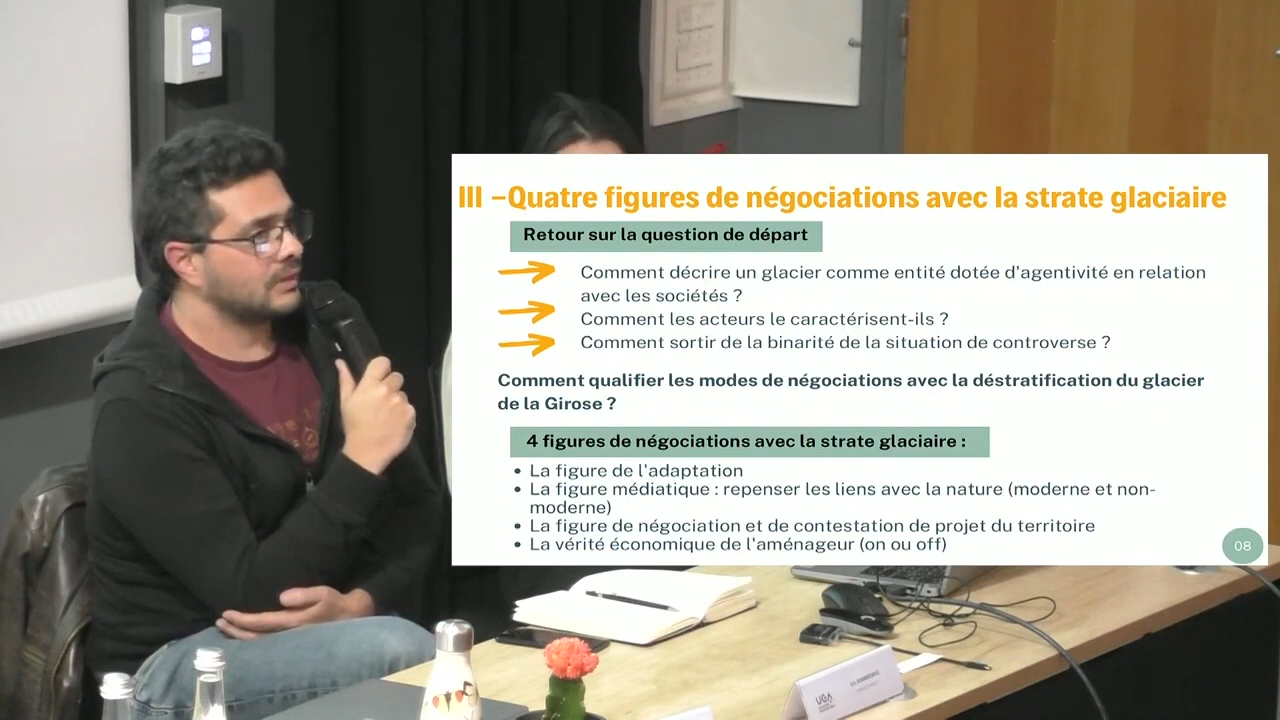 III –Quatre figures de négociations avec la strate glaciaire
Retour sur la question de départ
Comment décrire un glacier comme entité dotée d'agentivité en relation
avec les sociétés ?
Comment les acteurs le caractérisent-ils ?
Comment sortir de la binarité de la situation de controverse ?
Comment qualifier les modes de négociations avec la déstratification du glacier
de la Girose ?
4 figures de négociations avec la strate glaciaire :
• La figure de l'adaptation
• La figure médiatique : repenser les liens avec la nature (moderne et non-
moderne)
• La figure de négociation et de contestation de projet du territoire
• La vérité économique de l'aménageur (on ou off)
08
UGA